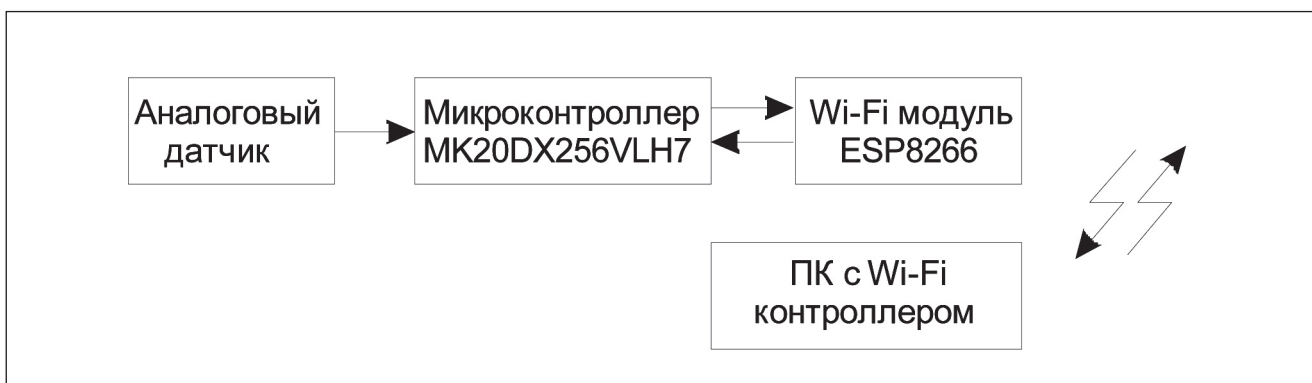 Аналоговый
датчик
Микроконтроллер
MK20DX256VLH7
Wi-Fi модуль
ESP8266
ПК с Wi-Fi
контроллером